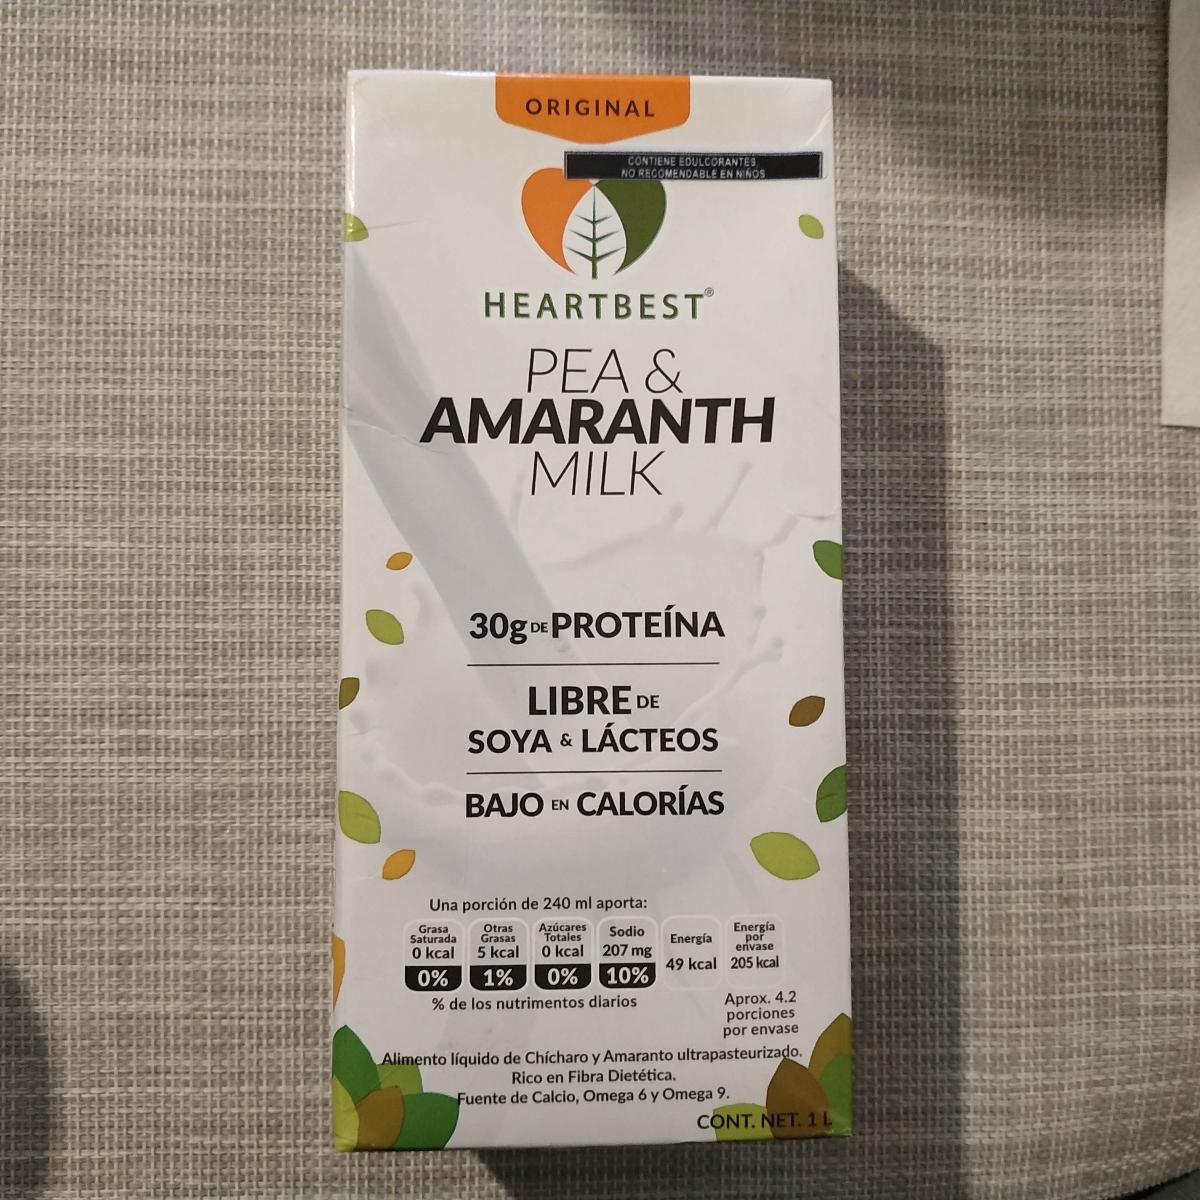 ORIGINAL
CONTIENE EDULCORANTES,
NO RECOMENDABLE EN NIÑOS
HEARTBEST®
PEA &
AMARANTH
MILK
30g DE PROTEÍNA
LIBRE DE
SOYA & LÁCTEOS
BAJO EN CALORÍAS
Una porción de 240 ml aporta:
Grasa Saturada 0 kcal 0%
Otras Grasas 5 kcal 1%
Azúcares Totales 0 kcal 0%
Sodio 207 mg 10%
Energía 49 kcal
Energía por envase 205 kcal
% de los nutrimentos diarios
Aprox. 4.2
porciones
por envase
Alimento líquido de Chícharo y Amaranto ultrapasteurizado.
Rico en Fibra Dietética.
Fuente de Calcio, Omega 6 y Omega 9.
CONT. NET. 1 L